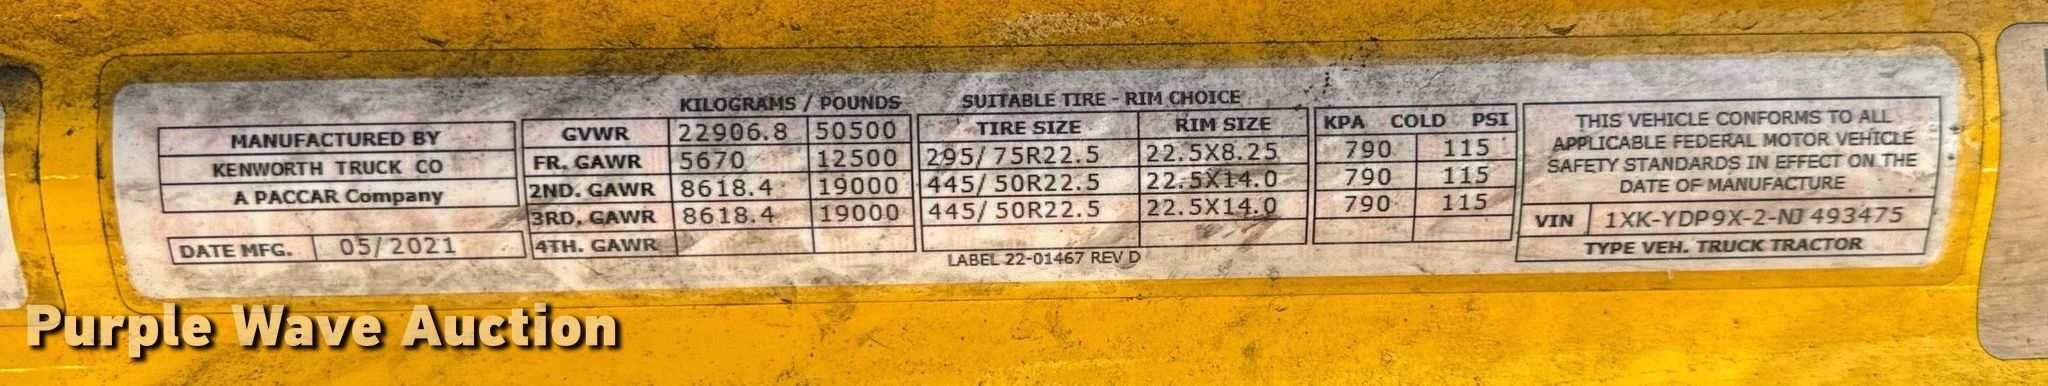 KILOGRAMS / POUNDS SUITABLE TIRE - RIM CHOICE
MANUFACTURED BY
KENWORTH TRUCK CO
A PACCAR Company
DATE MFG. 05/2021
GVWR 22906.8 50500 TIRE SIZE RIM SIZE KPA COLD PSI
FR. GAWR 5670 12500 295/75R22.5 22.5X8.25 790 115
2ND. GAWR 8618.4 19000 445/50R22.5 22.5X14.0 790 115
3RD. GAWR 8618.4 19000 445/50R22.5 22.5X14.0 790 115
4TH. GAWR
LABEL 22-01467 REV D
THIS VEHICLE CONFORMS TO ALL
APPLICABLE FEDERAL MOTOR VEHICLE
SAFETY STANDARDS IN EFFECT ON THE
DATE OF MANUFACTURE
VIN 1XK-YDP9X-2-NJ 493475
TYPE VEH. TRUCK TRACTOR
Purple Wave Auction